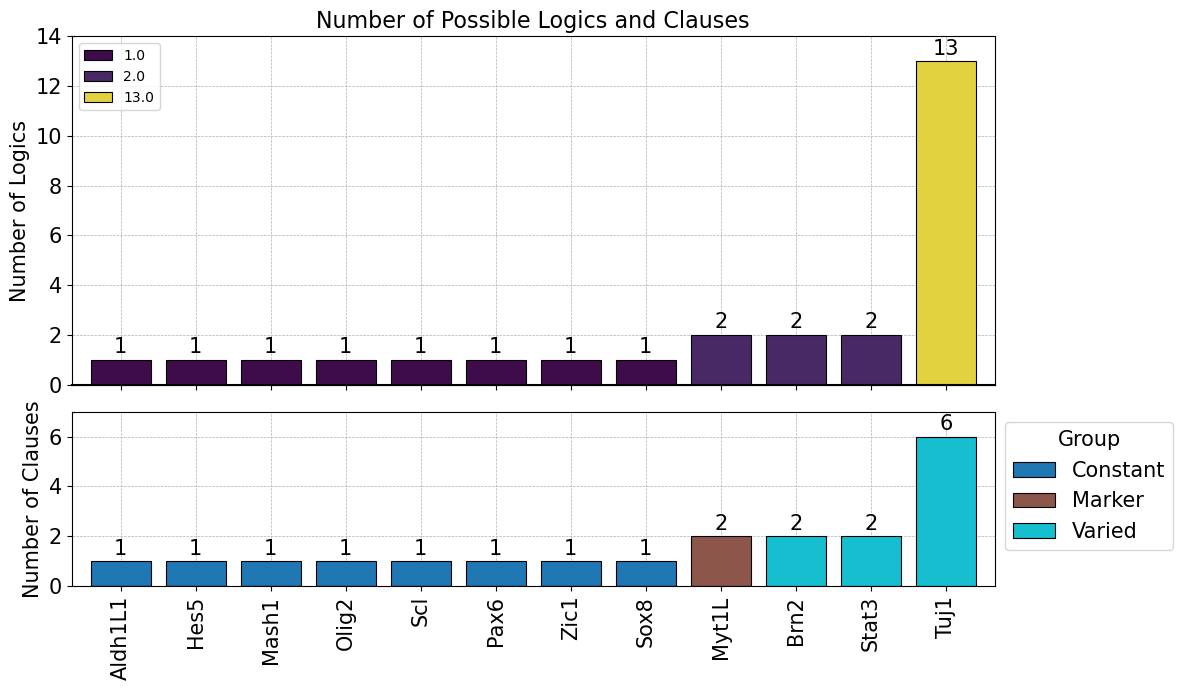 Number of Possible Logics and Clauses
Number of Logics
14
12
10
8
6
4
2
0
1.0
2.0
13.0
1 1 1 1 1 1 1 1 2 2 2 13
Number of Clauses
6
4
2
0
1 1 1 1 1 1 1 1 2 2 2 6
Group
Constant
Marker
Varied
Aldh1L1
Hes5
Mash1
Olig2
Scl
Pax6
Zic1
Sox8
Myt1L
Brn2
Stat3
Tuj1